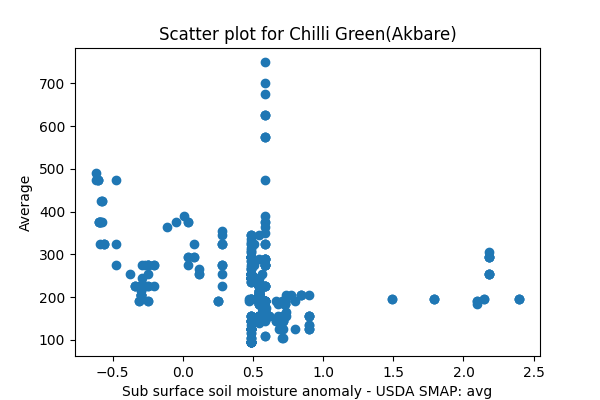 Scatter plot for Chilli Green(Akbare)
700
600
500
400
300
200
100
Average
−0.5 0.0 0.5 1.0 1.5 2.0 2.5
Sub surface soil moisture anomaly - USDA SMAP: avg